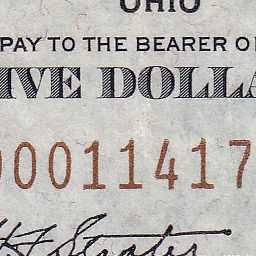 OHIO
PAY TO THE BEARER O
IVE DOLLA
00011417